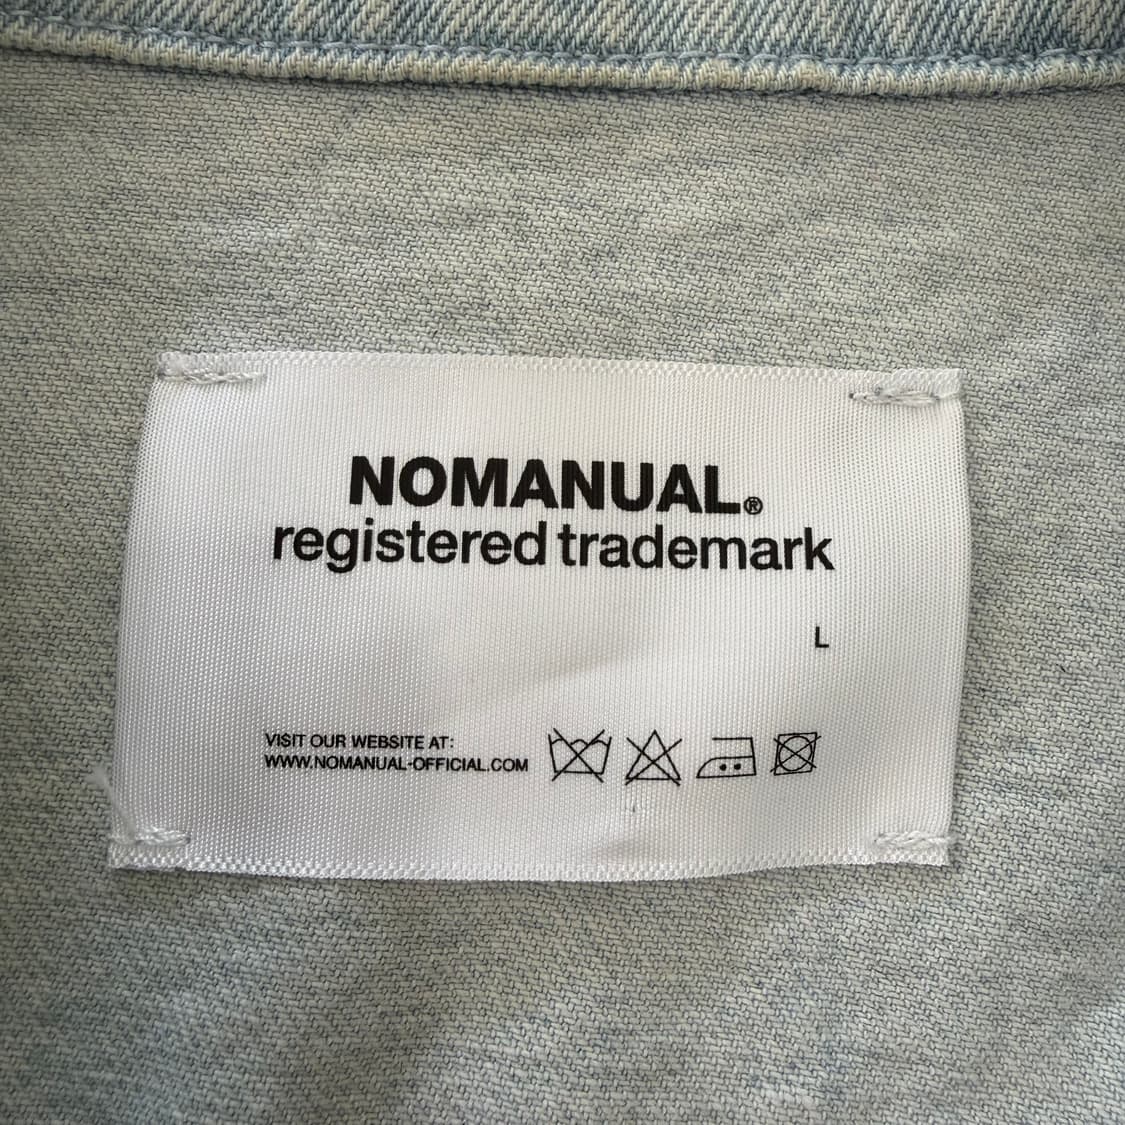 NOMANUAL®
registered trademark
L
VISIT OUR WEBSITE AT:
WWW.NOMANUAL-OFFICIAL.COM